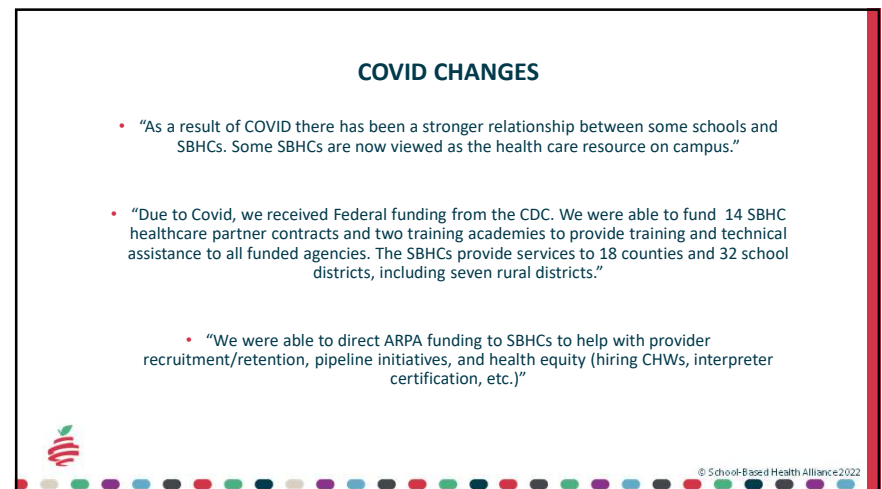 COVID CHANGES
• “As a result of COVID there has been a stronger relationship between some schools and
SBHCs. Some SBHCs are now viewed as the health care resource on campus.”
• “Due to Covid, we received Federal funding from the CDC. We were able to fund  14 SBHC
healthcare partner contracts and two training academies to provide training and technical
assistance to all funded agencies. The SBHCs provide services to 18 counties and 32 school
districts, including seven rural districts.”
• “We were able to direct ARPA funding to SBHCs to help with provider
recruitment/retention, pipeline initiatives, and health equity (hiring CHWs, interpreter
certification, etc.)”
© School-Based Health Alliance 2022